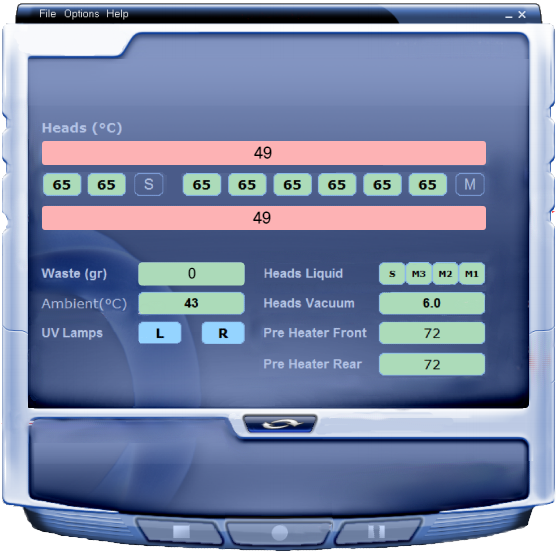 File Options Help
Heads (°C)
49
65 65 S 65 65 65 65 65 65 M
49
Waste (gr) 0 Heads Liquid S M3 M2 M1
Ambient(°C) 43 Heads Vacuum 6.0
UV Lamps L R Pre Heater Front 72
Pre Heater Rear 72